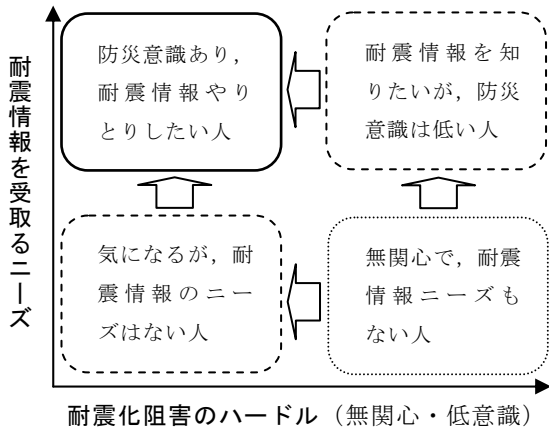 耐震情報を受取るニーズ
防災意識あり，
耐震情報やり
とりしたい人
耐震情報を知
りたいが，防災
意識は低い人
気になるが，耐
震情報のニー
ズはない人
無関心で，耐震
情報ニーズも
ない人
耐震化阻害のハードル（無関心・低意識）